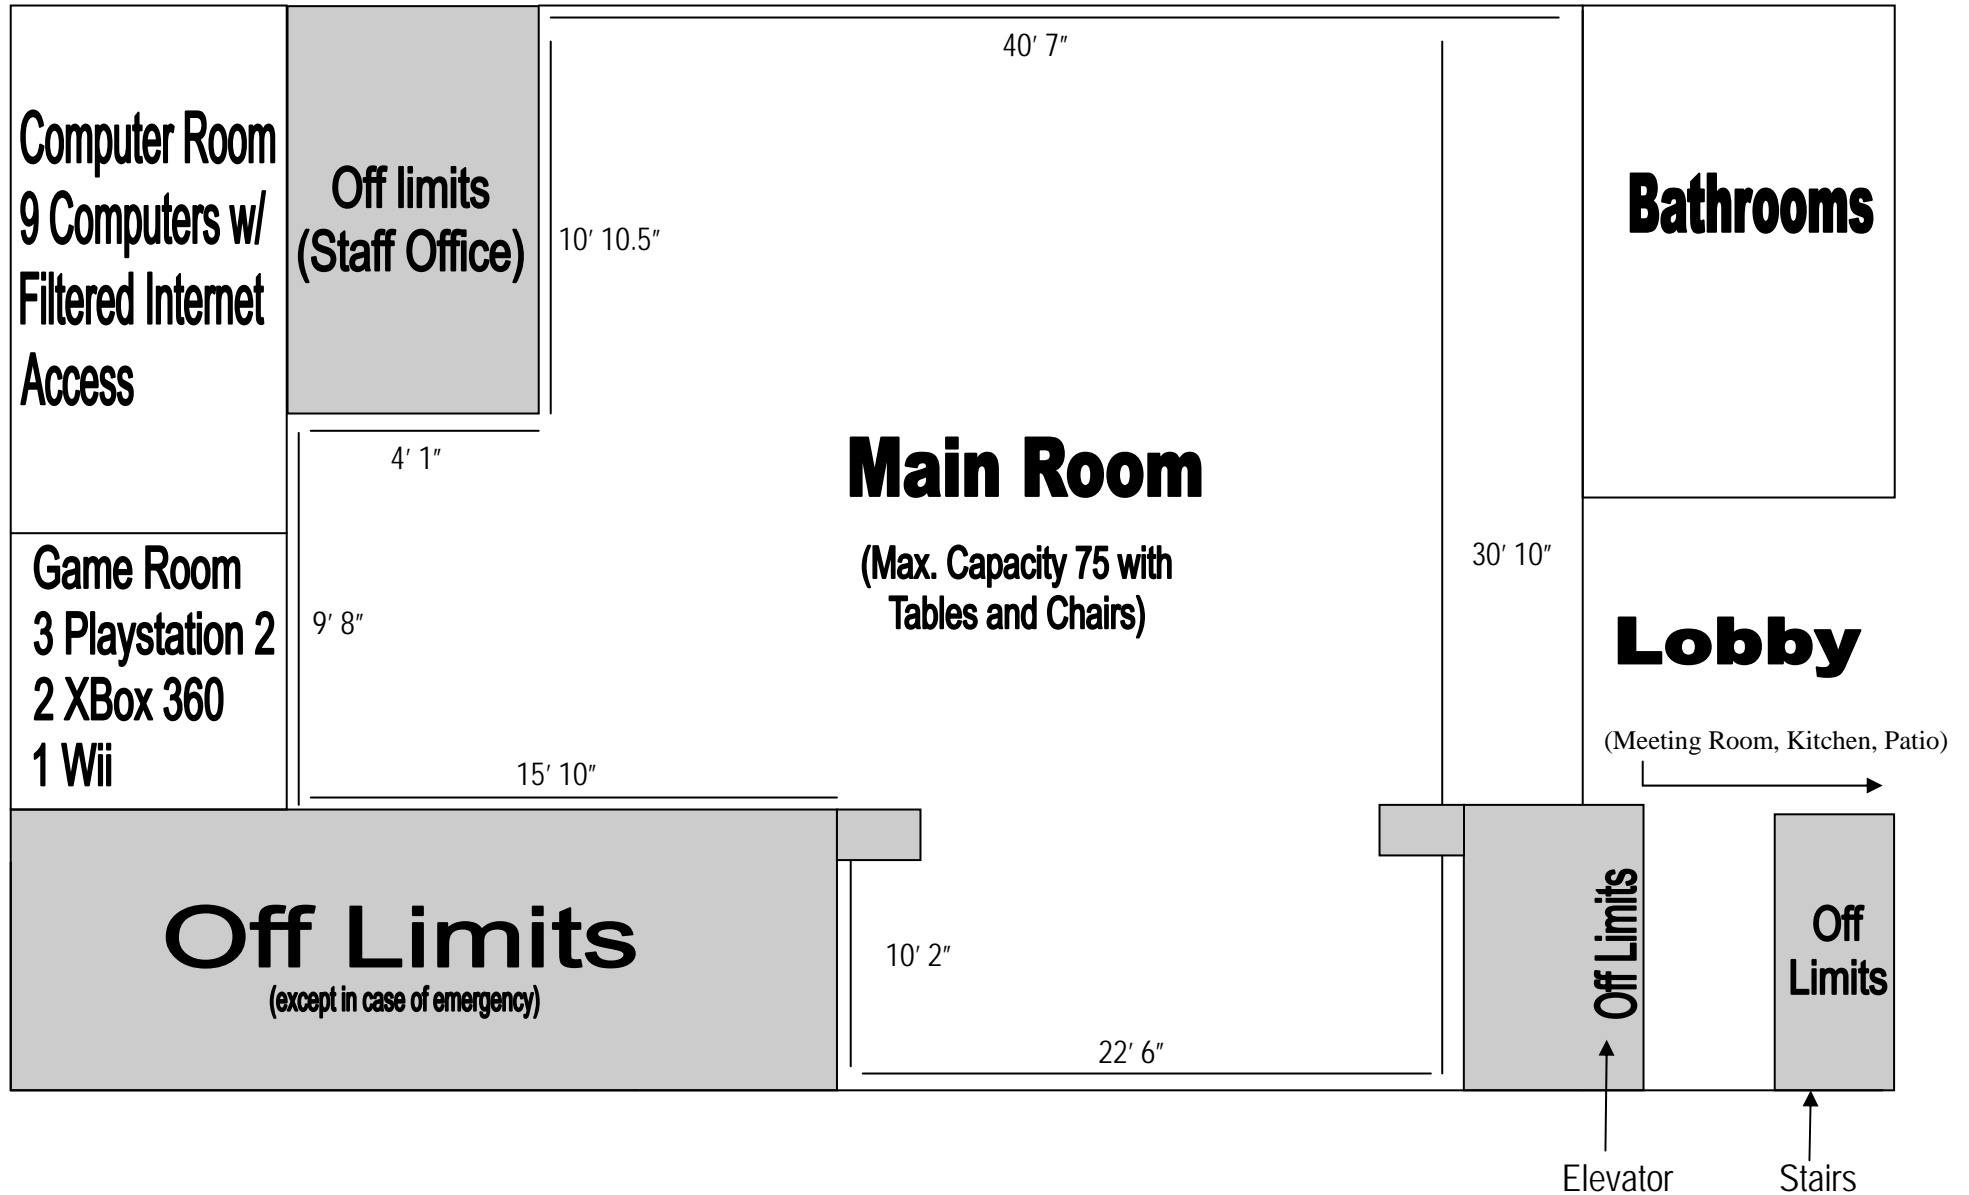 40′ 7″
Computer Room
9 Computers w/
Filtered Internet
Access
Off limits
(Staff Office)
10′ 10.5″
Bathrooms
4′ 1″
Main Room
(Max. Capacity 75 with
Tables and Chairs)
30′ 10″
Game Room
3 Playstation 2
2 XBox 360
1 Wii
9′ 8″
Lobby
(Meeting Room, Kitchen, Patio)
15′ 10″
Off Limits
(except in case of emergency)
10′ 2″
22′ 6″
Off Limits
Off
Limits
Elevator
Stairs